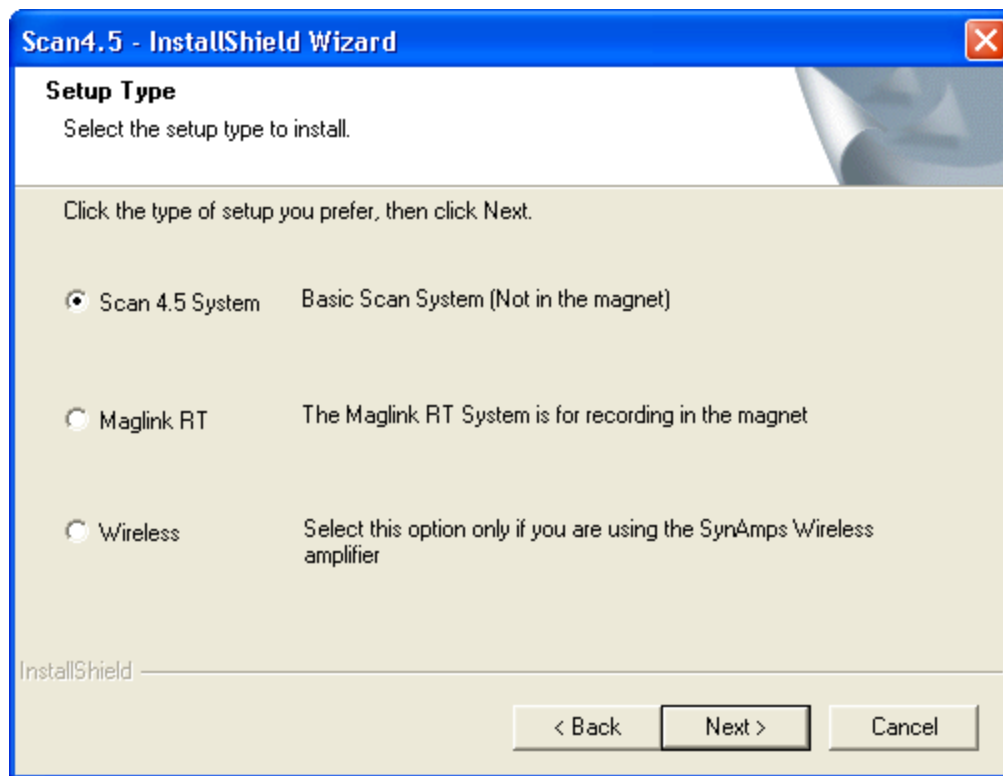 Scan4.5 - InstallShield Wizard
Setup Type
Select the setup type to install.
Click the type of setup you prefer, then click Next.
Scan 4.5 System
Basic Scan System (Not in the magnet)
Maglink RT
The Maglink RT System is for recording in the magnet
Wireless
Select this option only if you are using the SynAmps Wireless
amplifier
InstallShield
< Back
Next >
Cancel